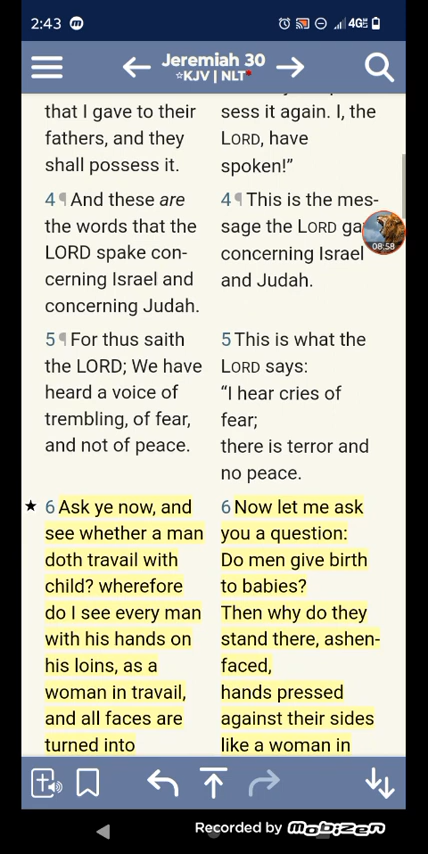 2:43
4G
Jeremiah 30
☆KJV | NLT
that I gave to their
fathers, and they
shall possess it.
4 ¶ And these are
the words that the
LORD spake con-
cerning Israel and
concerning Judah.
5 ¶ For thus saith
the LORD; We have
heard a voice of
trembling, of fear,
and not of peace.
★ 6 Ask ye now, and
see whether a man
doth travail with
child? wherefore
do I see every man
with his hands on
his loins, as a
woman in travail,
and all faces are
turned into
sess it again. I, the
LORD, have
spoken!”
4 ¶ This is the mes-
sage the LORD ga
concerning Israel
and Judah.
08:58
5 This is what the
LORD says:
“I hear cries of
fear;
there is terror and
no peace.
6 Now let me ask
you a question:
Do men give birth
to babies?
Then why do they
stand there, ashen-
faced,
hands pressed
against their sides
like a woman in
Recorded by Mobizen